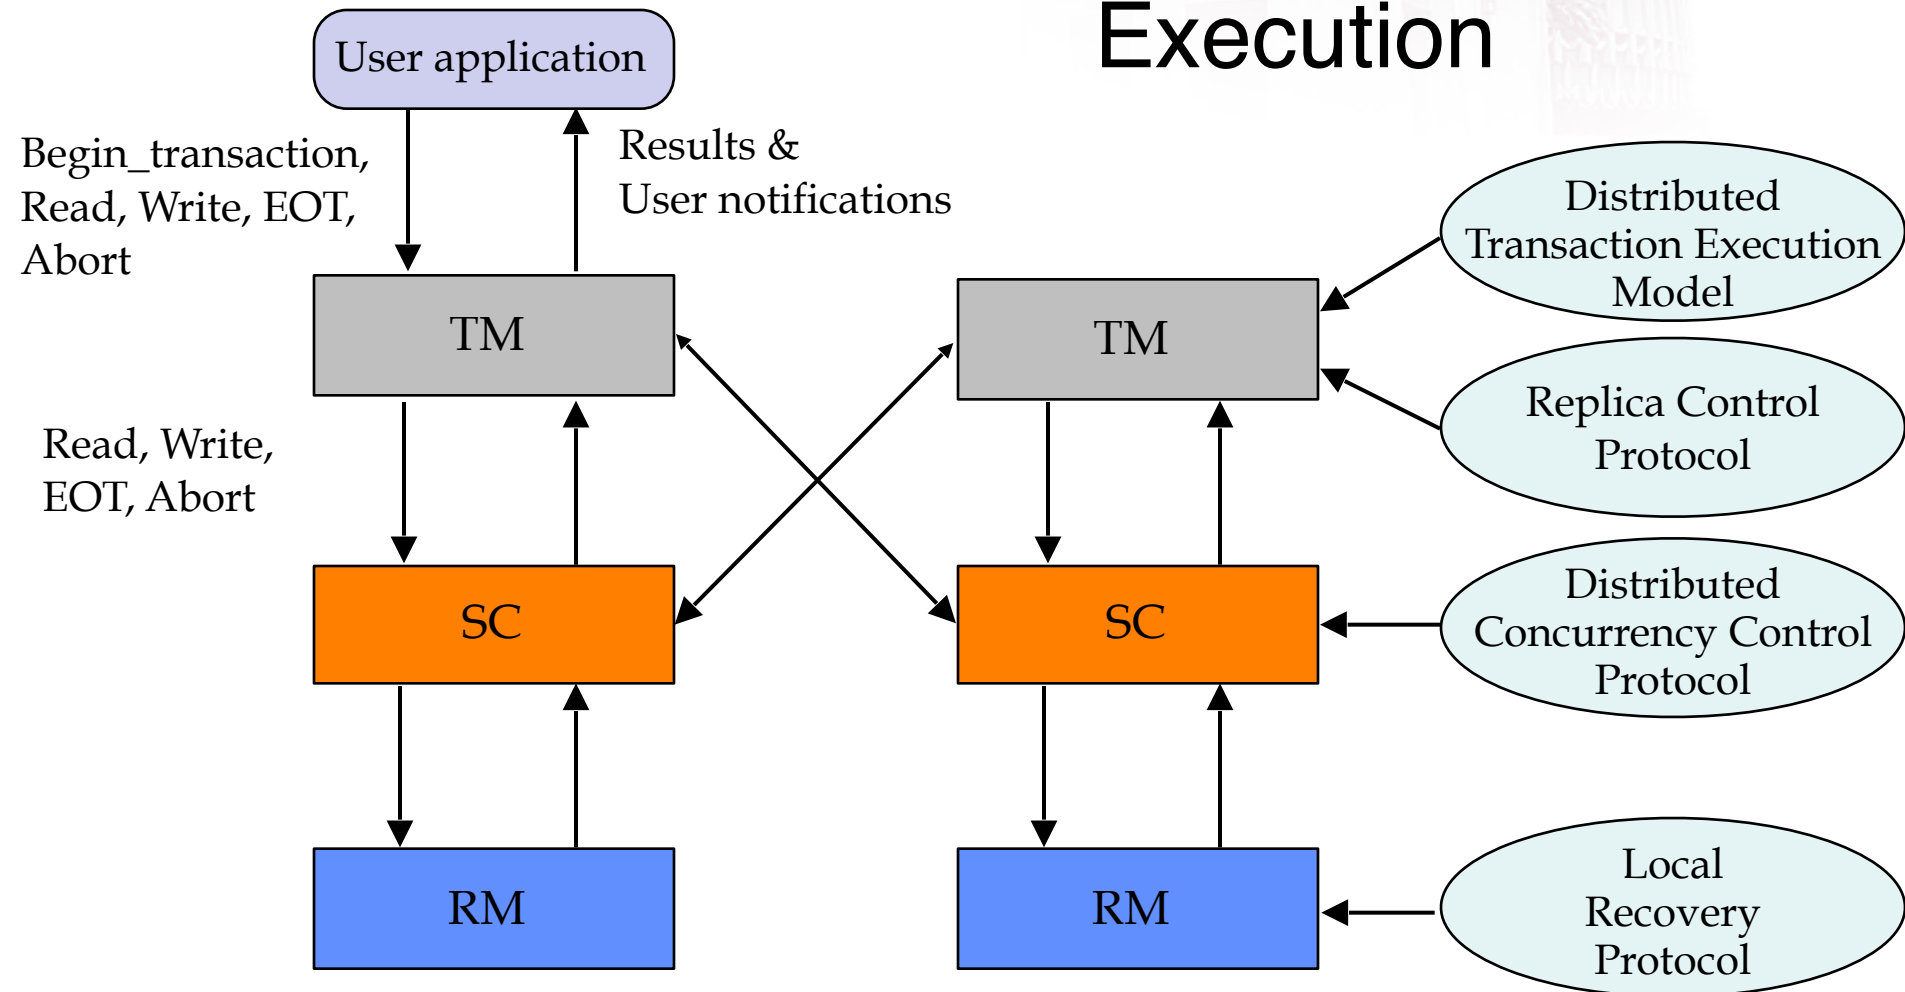 Execution
User application
Begin_transaction,
Read, Write, EOT,
Abort
Results &
User notifications
TM
TM
Distributed
Transaction Execution
Model
Replica Control
Protocol
Read, Write,
EOT, Abort
SC
SC
Distributed
Concurrency Control
Protocol
RM
RM
Local
Recovery
Protocol